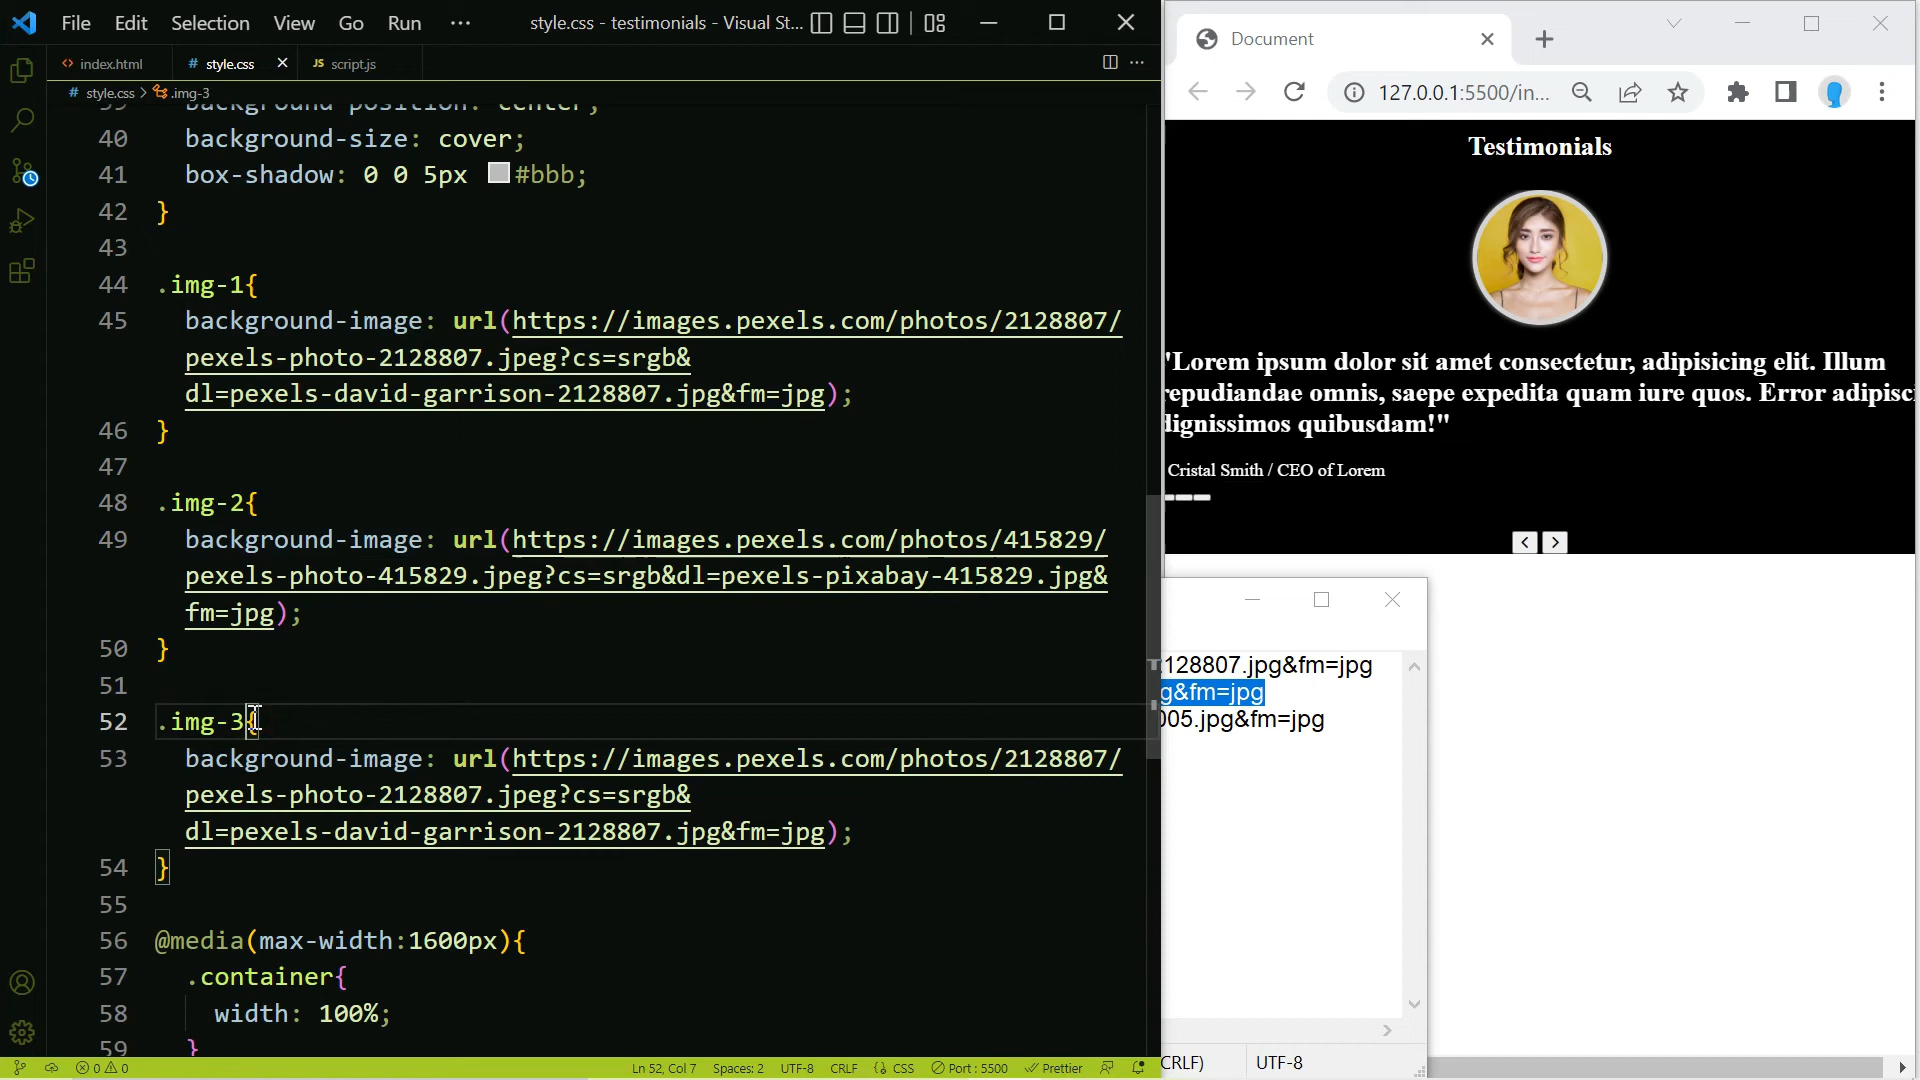 File Edit Selection View Go Run ···
style.css - testimonials - Visual St...
index.html # style.css JS script.js
# style.css > .img-3
39 background-position: center;
40 background-size: cover;
41 box-shadow: 0 0 5px #bbb;
42 }
43
44 .img-1{
45 background-image: url(https://images.pexels.com/photos/2128807/
pexels-photo-2128807.jpeg?cs=srgb&
dl=pexels-david-garrison-2128807.jpg&fm=jpg);
46 }
47
48 .img-2{
49 background-image: url(https://images.pexels.com/photos/415829/
pexels-photo-415829.jpeg?cs=srgb&dl=pexels-pixabay-415829.jpg&
fm=jpg);
50 }
51
52 .img-3{
53 background-image: url(https://images.pexels.com/photos/2128807/
pexels-photo-2128807.jpeg?cs=srgb&
dl=pexels-david-garrison-2128807.jpg&fm=jpg);
54 }
55
56 @media(max-width:1600px){
57 .container{
58 width: 100%;
59 }
0 0 Ln 52, Col 7 Spaces: 2 UTF-8 CRLF {} CSS Port : 5500 Prettier
Document
127.0.0.1:5500/in...
Testimonials
"Lorem ipsum dolor sit amet consectetur, adipisicing elit. Illum
repudiandae omnis, saepe expedita quam iure quos. Error adipisc
dignissimos quibusdam!"
Cristal Smith / CEO of Lorem
< >
2128807.jpg&fm=jpg
g&fm=jpg
005.jpg&fm=jpg
CRLF) UTF-8